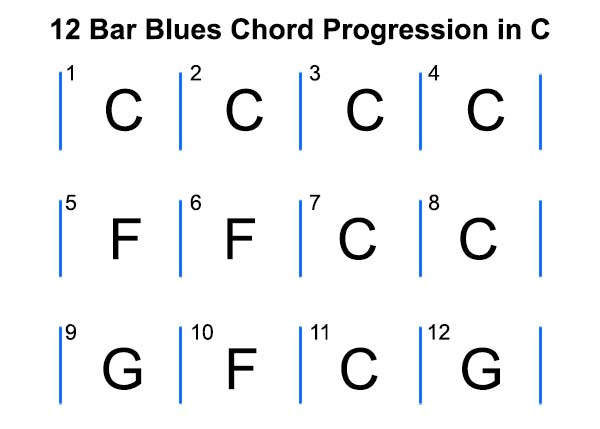 12 Bar Blues Chord Progression in C
1 C 2 C 3 C 4 C
5 F 6 F 7 C 8 C
9 G 10 F 11 C 12 G